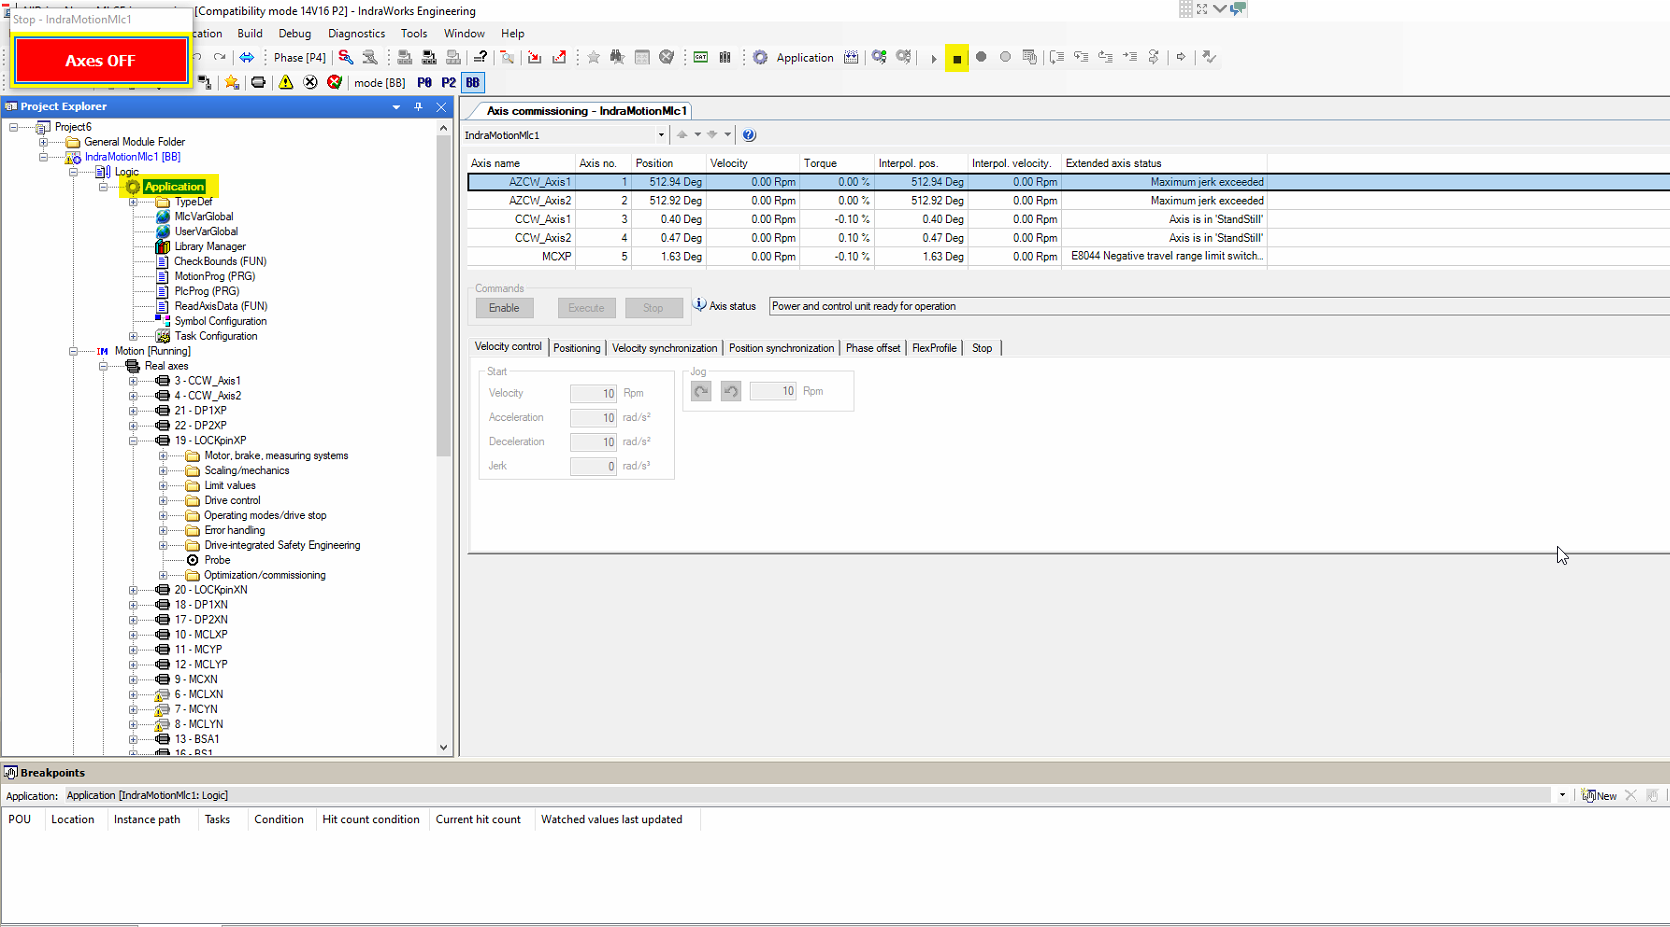 Stop - IndraMotionMlc1
[Compatibility mode 14V16 P2] - IndraWorks Engineering
Axes OFF
Build Debug Diagnostics Tools Window Help
Phase [P4] Application
mode [BB] P0 P2 BB
Project Explorer
Project6
General Module Folder
IndraMotionMlc1 [BB]
Logic
Application
TypeDef
MlcVarGlobal
UserVarGlobal
Library Manager
CheckBounds (FUN)
MotionProg (PRG)
PlcProg (PRG)
ReadAxisData (FUN)
Symbol Configuration
Task Configuration
IM Motion [Running]
Real axes
3 - CCW_Axis1
4 - CCW_Axis2
21 - DP1XP
22 - DP2XP
19 - LOCKpinXP
Motor, brake, measuring systems
Scaling/mechanics
Limit values
Drive control
Operating modes/drive stop
Error handling
Drive-integrated Safety Engineering
Probe
Optimization/commissioning
20 - LOCKpinXN
18 - DP1XN
17 - DP2XN
10 - MCLXP
11 - MCYP
12 - MCLYP
9 - MCXN
6 - MCLXN
7 - MCYN
8 - MCLYN
13 - BSA1
16 - BS1
Axis commissioning - IndraMotionMlc1
IndraMotionMlc1
Axis name Axis no. Position Velocity Torque Interpol. pos. Interpol. velocity. Extended axis status
AZCW_Axis1 1 512.94 Deg 0.00 Rpm 0.00 % 512.94 Deg 0.00 Rpm Maximum jerk exceeded
AZCW_Axis2 2 512.92 Deg 0.00 Rpm 0.00 % 512.92 Deg 0.00 Rpm Maximum jerk exceeded
CCW_Axis1 3 0.40 Deg 0.00 Rpm -0.10 % 0.40 Deg 0.00 Rpm Axis is in 'StandStill'
CCW_Axis2 4 0.47 Deg 0.00 Rpm 0.10 % 0.47 Deg 0.00 Rpm Axis is in 'StandStill'
MCXP 5 1.63 Deg 0.00 Rpm -0.10 % 1.63 Deg 0.00 Rpm E8044 Negative travel range limit switch...
Commands
Enable Execute Stop Axis status Power and control unit ready for operation
Velocity control Positioning Velocity synchronization Position synchronization Phase offset FlexProfile Stop
Start Jog
Velocity 10 Rpm 10 Rpm
Acceleration 10 rad/s²
Deceleration 10 rad/s²
Jerk 0 rad/s³
Breakpoints
Application: Application [IndraMotionMlc1: Logic] New
POU Location Instance path Tasks Condition Hit count condition Current hit count Watched values last updated